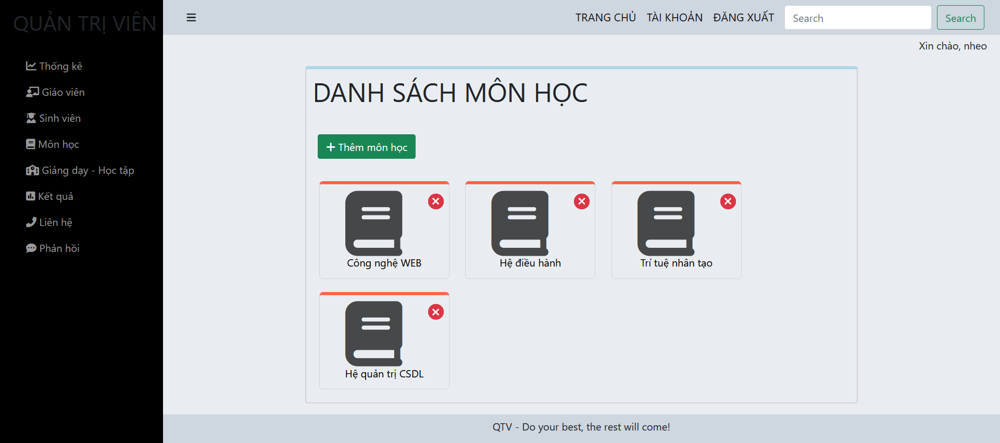 QUẢN TRỊ VIÊN
Thống kê
Giáo viên
Sinh viên
Môn học
Giảng dạy - Học tập
Kết quả
Liên hệ
Phản hồi
TRANG CHỦ TÀI KHOẢN ĐĂNG XUẤT Search Search
Xin chào, nheo
DANH SÁCH MÔN HỌC
Thêm môn học
Công nghệ WEB
Hệ điều hành
Trí tuệ nhân tạo
Hệ quản trị CSDL
QTV - Do your best, the rest will come!